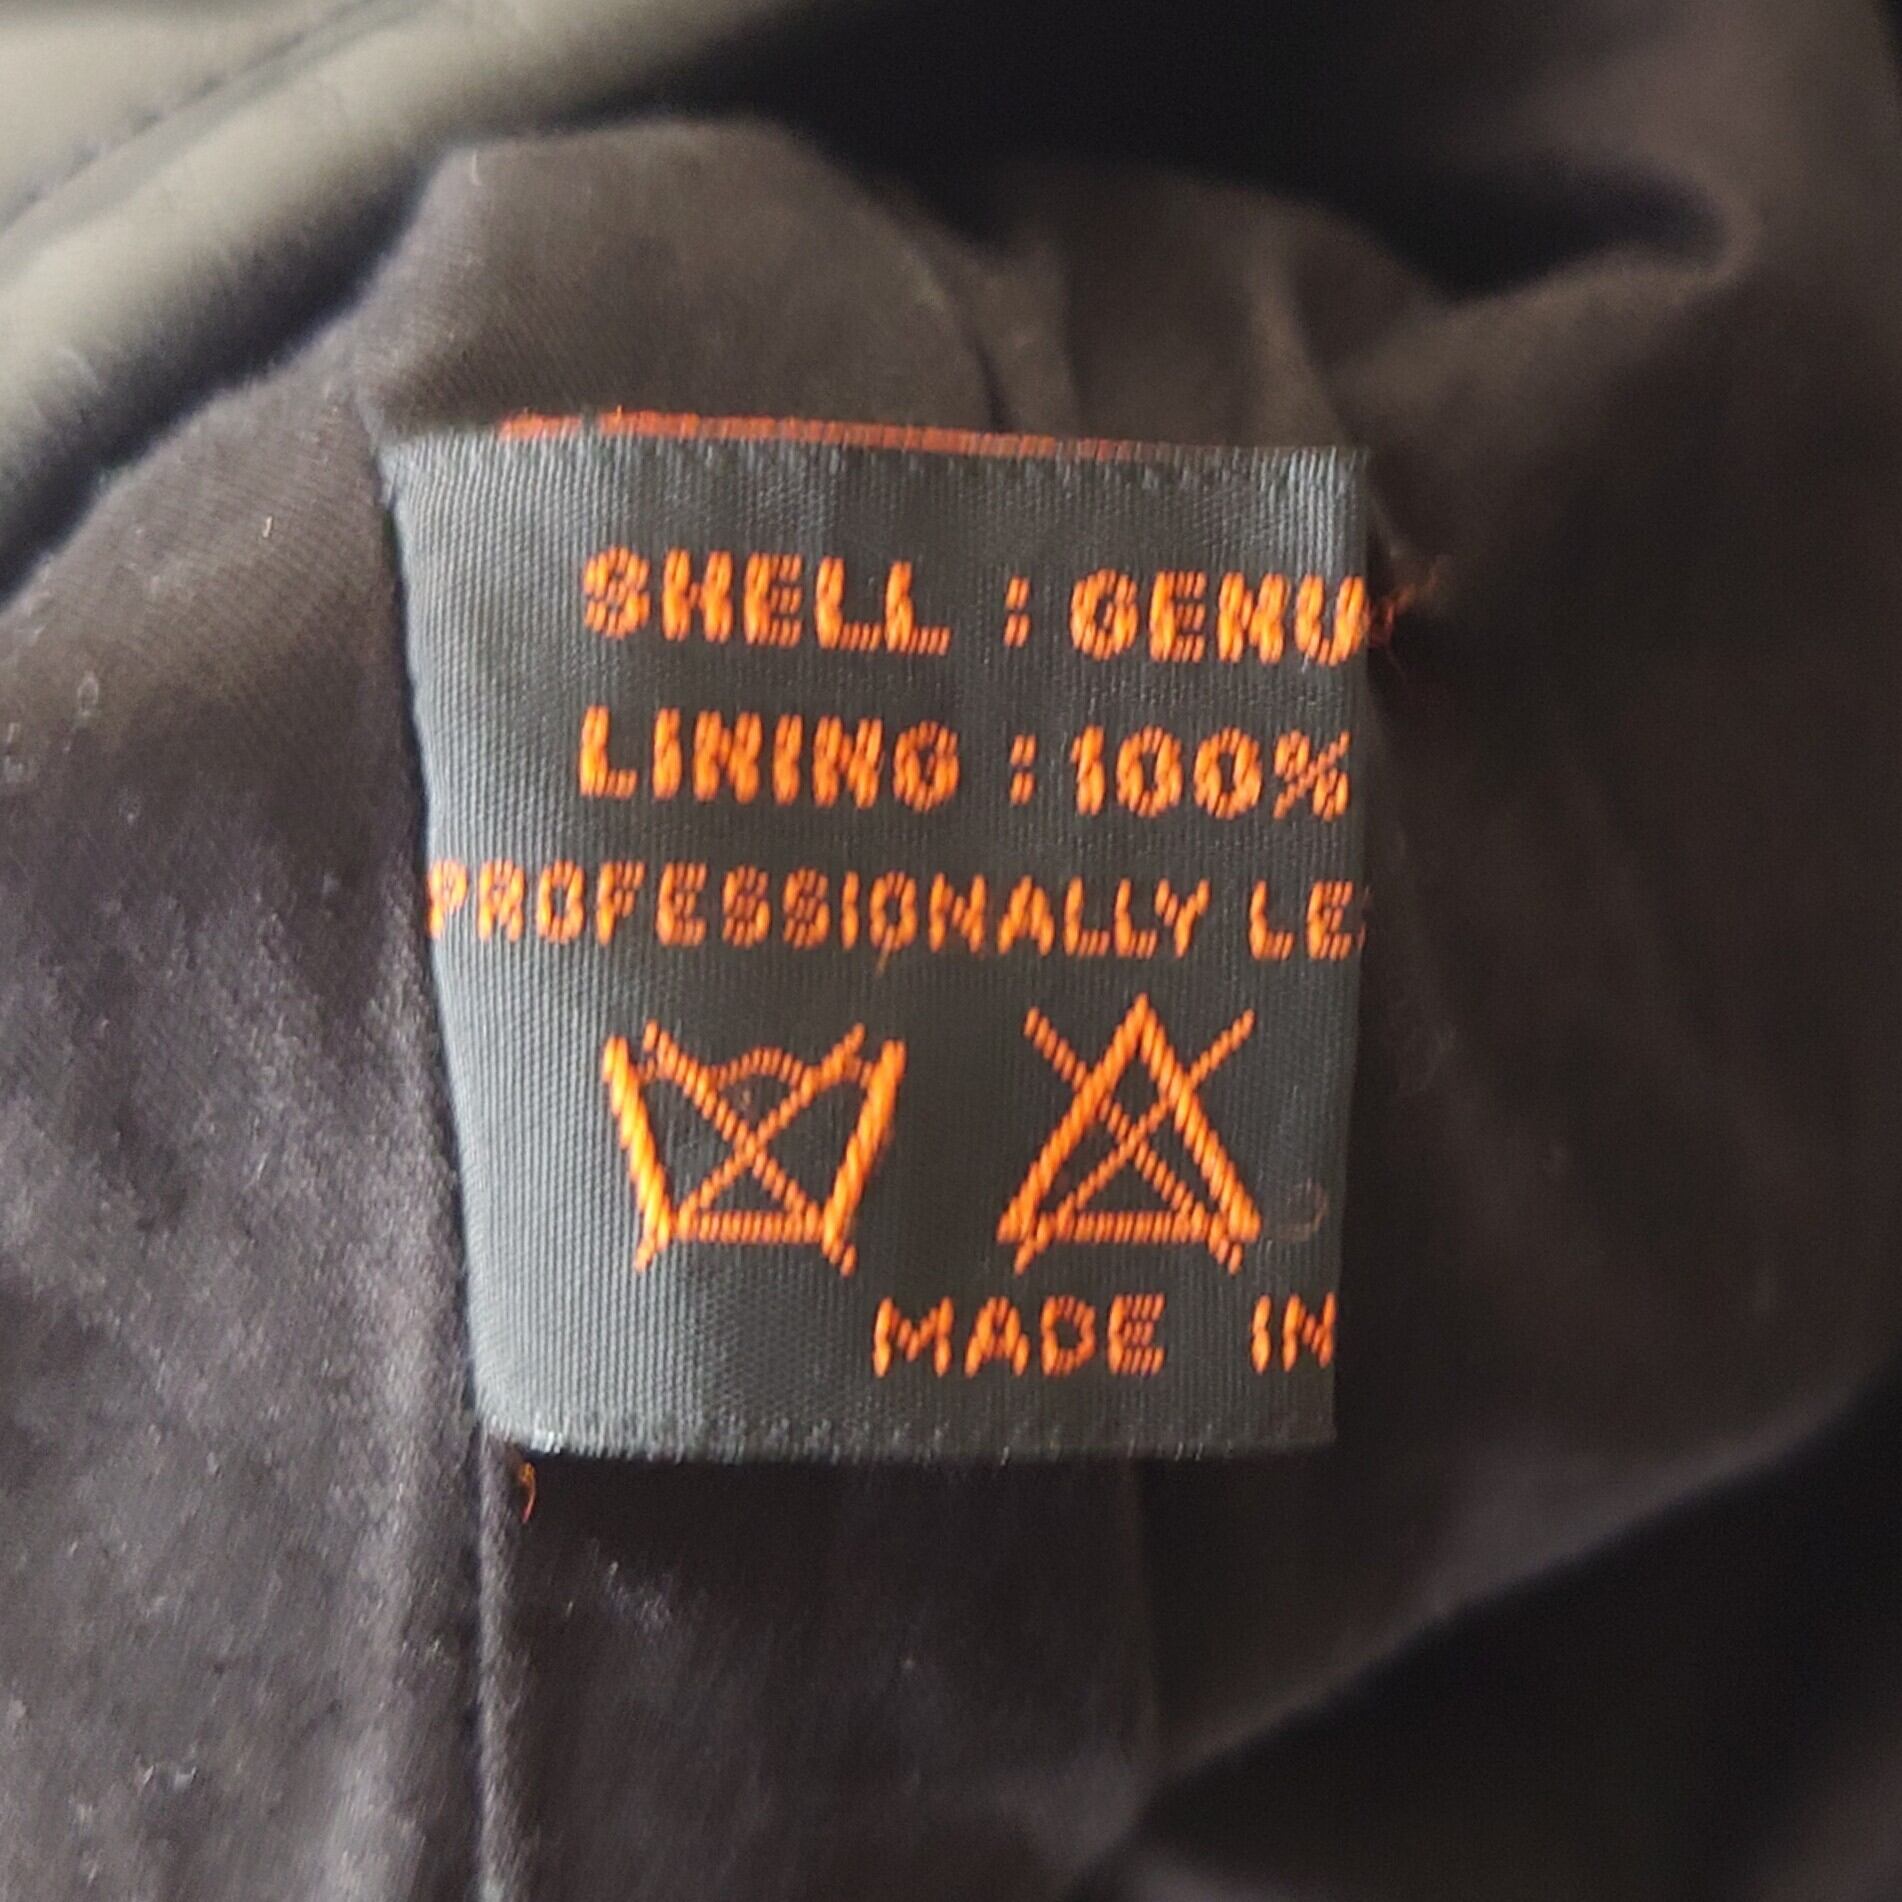 SHELL : GENU
LINING : 100%
PROFESSIONALLY LE
MADE IN